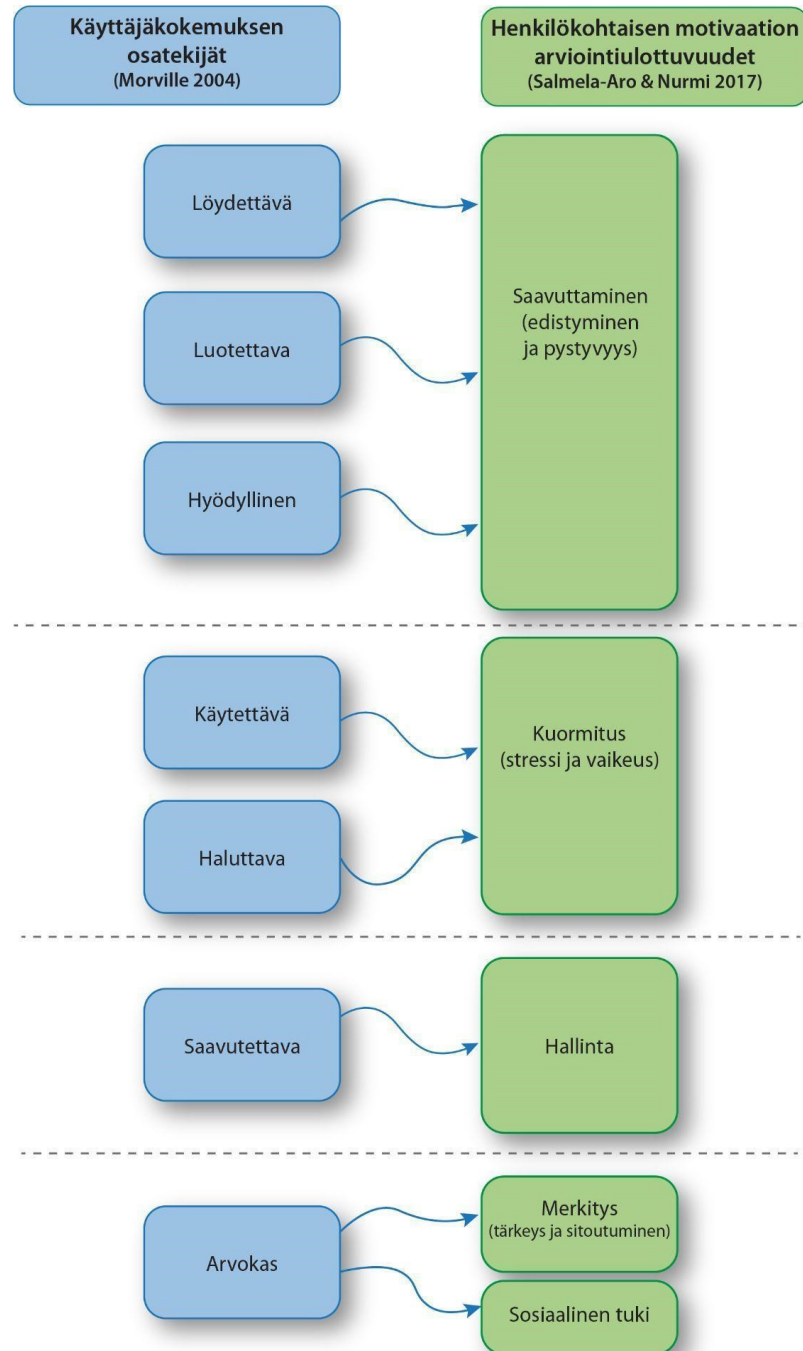 Käyttäjäkokemuksen
osatekijät
(Morville 2004)
Henkilökohtaisen motivaation
arviointiulottuvuudet
(Salmela-Aro & Nurmi 2017)
Löydettävä
Luotettava
Hyödyllinen
Saavuttaminen
(edistyminen
ja pystyvyys)
Käytettävä
Haluttava
Kuormitus
(stressi ja vaikeus)
Saavutettava
Hallinta
Arvokas
Merkitys
(tärkeys ja sitoutuminen)
Sosiaalinen tuki